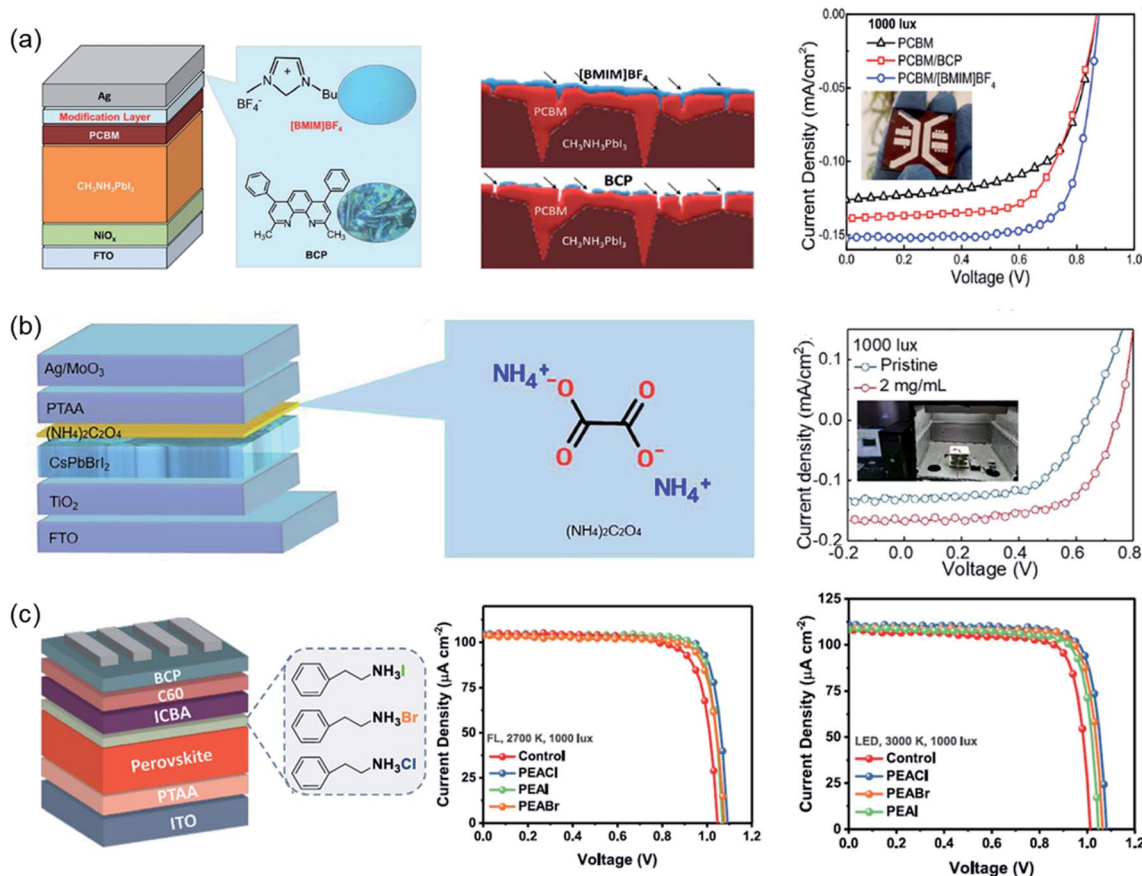 (a)
Ag
Modification Layer
PCBM
CH₃NH₃PbI₃
NiOₓ
FTO
+
N
N
BF₄⁻
Bu
[BMIM]BF₄
N
N
H₃C
CH₃
BCP
[BMIM]BF₄
PCBM
CH₃NH₃PbI₃
BCP
PCBM
CH₃NH₃PbI₃
1000 lux
PCBM
PCBM/BCP
PCBM/[BMIM]BF₄
0.00
-0.05
-0.10
-0.15
Current Density (mA/cm²)
0.0 0.2 0.4 0.6 0.8 1.0
Voltage (V)
(b)
Ag/MoO₃
PTAA
(NH₄)₂C₂O₄
CsPbBrI₂
TiO₂
FTO
NH₄⁺
⁻O
O
O
O⁻
NH₄⁺
(NH₄)₂C₂O₄
1000 lux
Pristine
2 mg/mL
0.1
0.0
-0.1
-0.2
Current density (mA/cm²)
-0.2 0.0 0.2 0.4 0.6 0.8
Voltage (V)
(c)
BCP
C60
ICBA
Perovskite
PTAA
ITO
NH₃I
NH₃Br
NH₃Cl
100
75
50
25
0
Current Density (µA cm⁻²)
FL, 2700 K, 1000 lux
Control
PEACl
PEAI
PEABr
0.0 0.2 0.4 0.6 0.8 1.0 1.2
Voltage (V)
125
100
75
50
25
0
Current Density (µA cm⁻²)
LED, 3000 K, 1000 lux
Control
PEACl
PEABr
PEAI
0.0 0.2 0.4 0.6 0.8 1.0 1.2
Voltage (V)